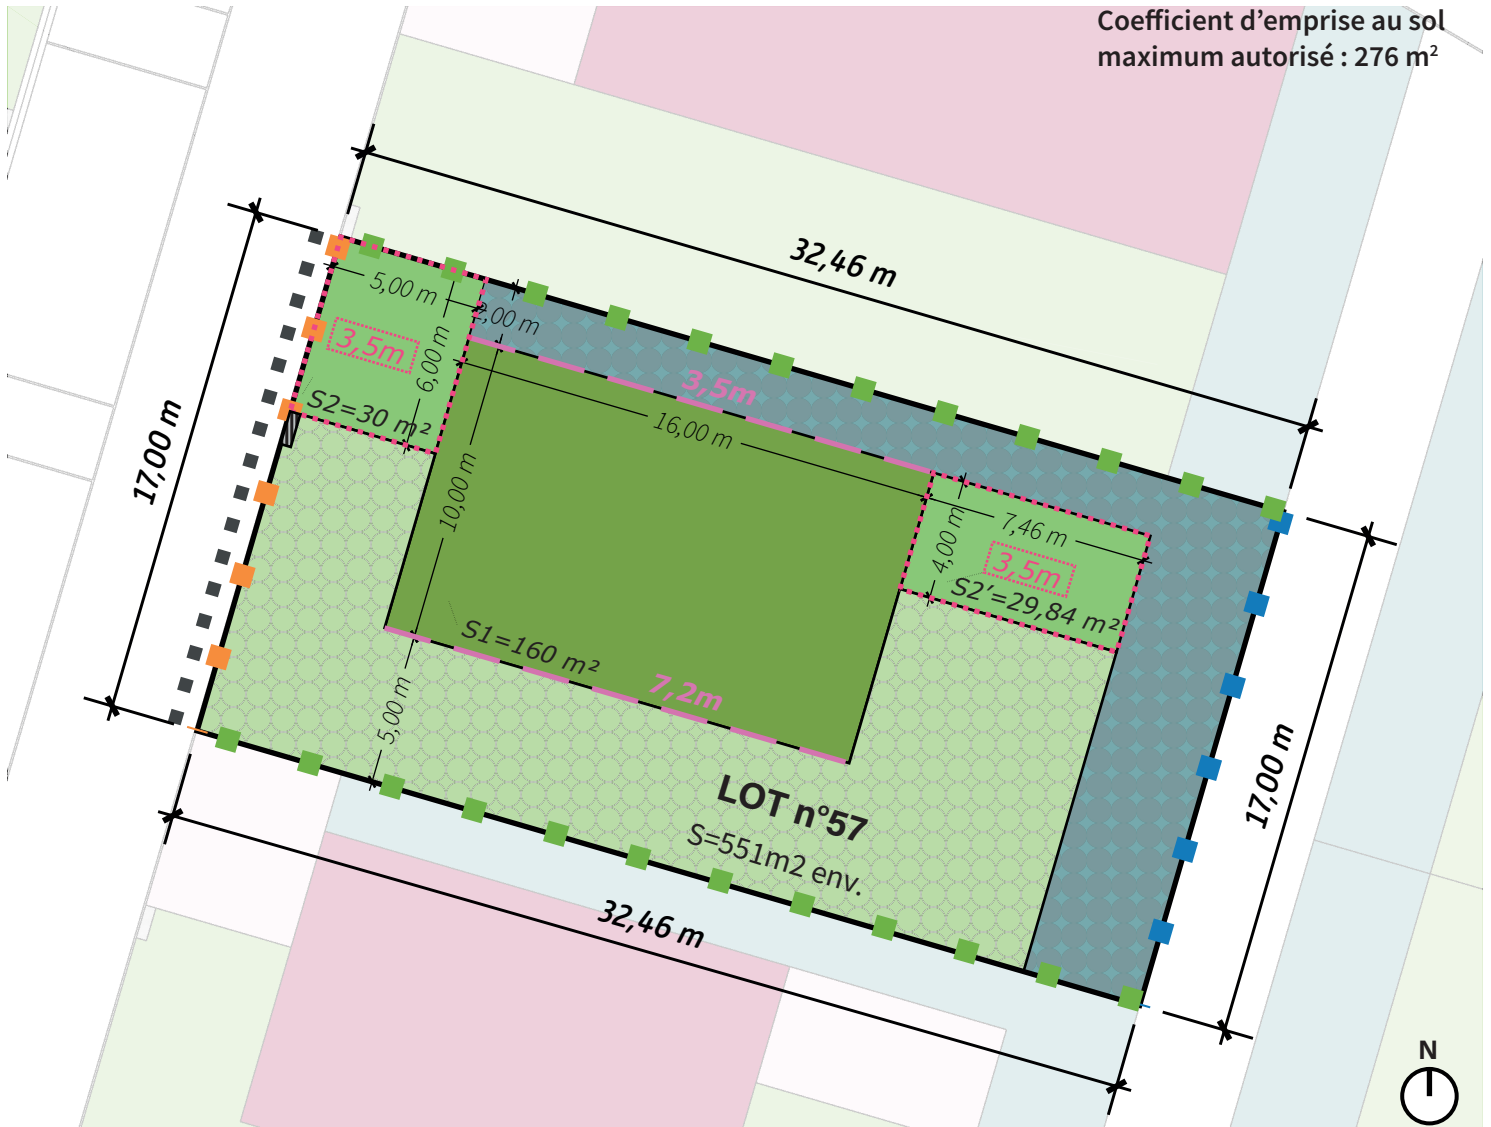 Coefficient d’emprise au sol
maximum autorisé : 276 m²
32,46 m
5,00 m
2,00 m
3,5m
6,00 m
3,5m
S2=30 m²
16,00 m
17,00 m
10,00 m
7,46 m
4,00 m
3,5m
S2’=29,84 m²
S1=160 m²
7,2m
5,00 m
LOT n°57
S=551m2 env.
17,00 m
32,46 m
N